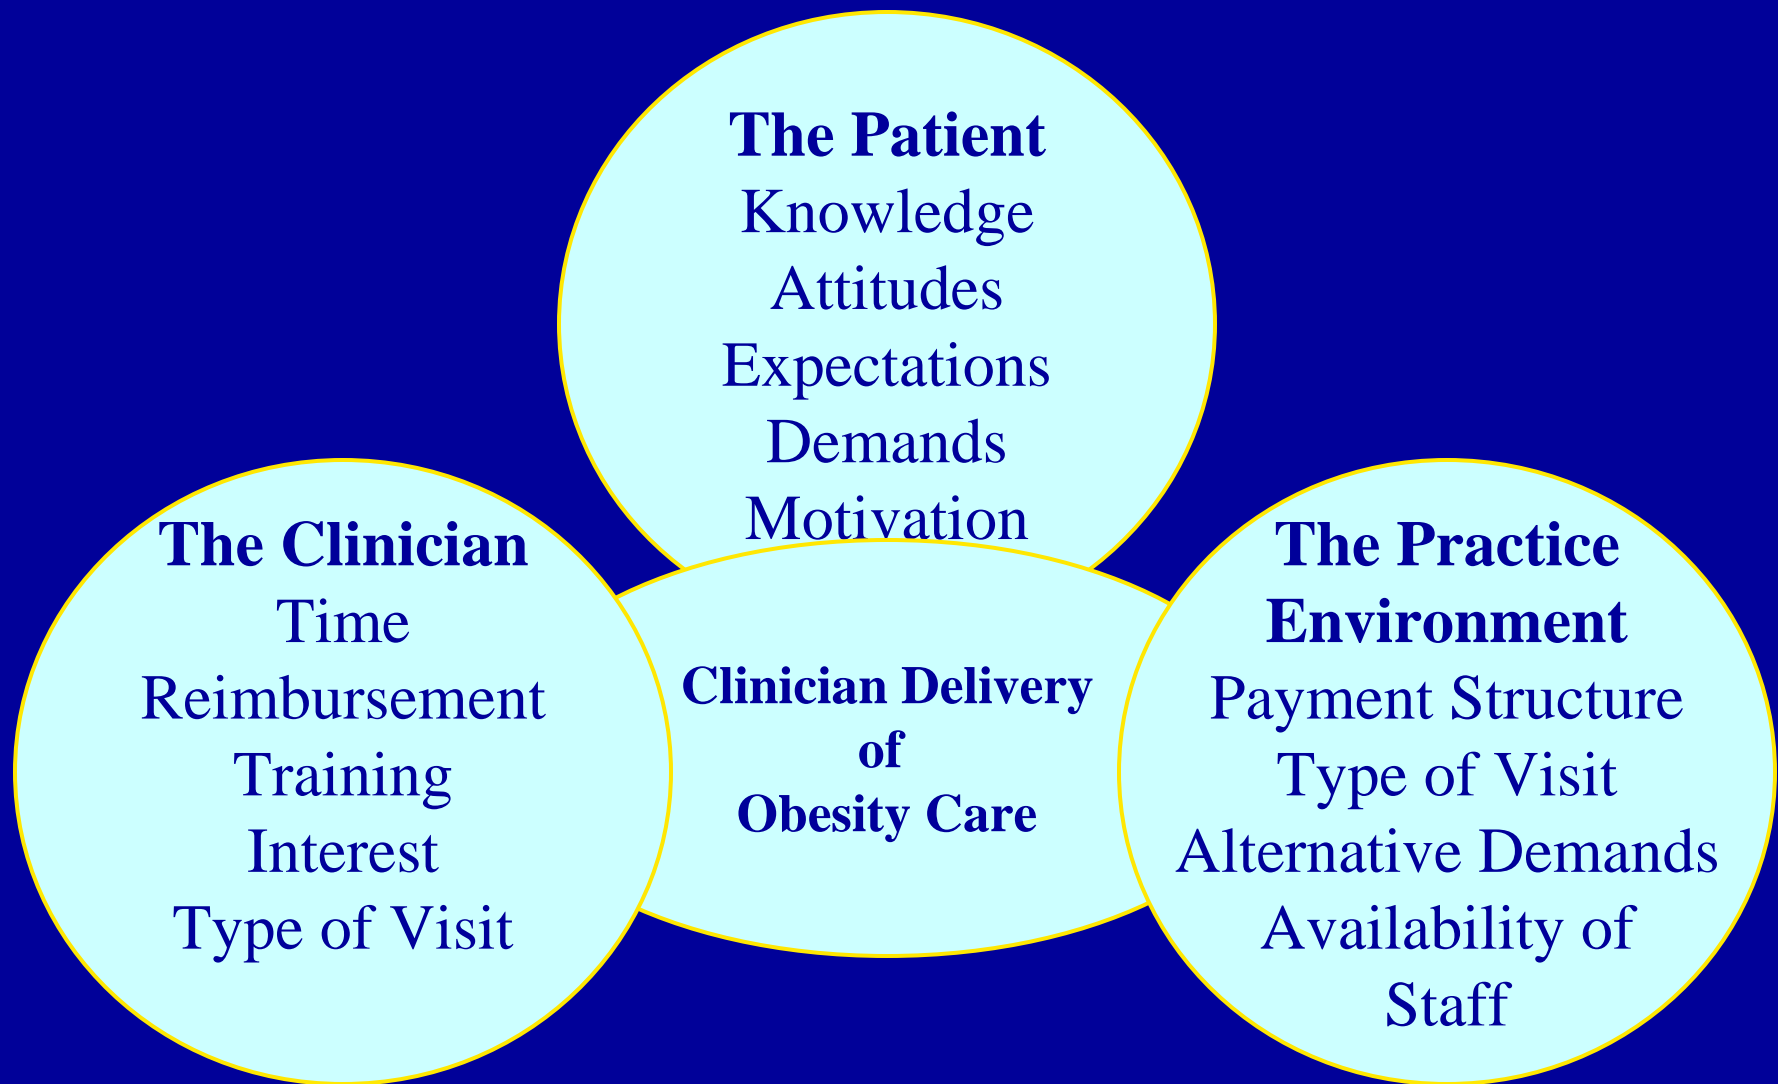 The Patient
Knowledge
Attitudes
Expectations
Demands
Motivation
The Clinician
Time
Reimbursement
Training
Interest
Type of Visit
Clinician Delivery
of
Obesity Care
The Practice
Environment
Payment Structure
Type of Visit
Alternative Demands
Availability of
Staff